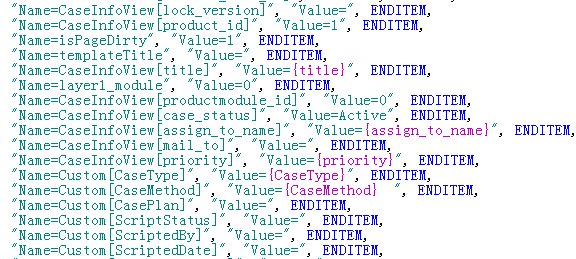 "Name=CaseInfoView[lock_version]", "Value=", ENDITEM,
"Name=CaseInfoView[product_id]", "Value=1", ENDITEM,
"Name=isPageDirty", "Value=1", ENDITEM,
"Name=templateTitle", "Value=", ENDITEM,
"Name=CaseInfoView[title]", "Value={title}", ENDITEM,
"Name=layer1_module", "Value=0", ENDITEM,
"Name=CaseInfoView[productmodule_id]", "Value=0", ENDITEM,
"Name=CaseInfoView[case_status]", "Value=Active", ENDITEM,
"Name=CaseInfoView[assign_to_name]", "Value={assign_to_name}", ENDITEM,
"Name=CaseInfoView[mail_to]", "Value=", ENDITEM,
"Name=CaseInfoView[priority]", "Value={priority}", ENDITEM,
"Name=Custom[CaseType]", "Value={CaseType}", ENDITEM,
"Name=Custom[CaseMethod]", "Value={CaseMethod}  ", ENDITEM,
"Name=Custom[CasePlan]", "Value=", ENDITEM,
"Name=Custom[ScriptStatus]", "Value=", ENDITEM,
"Name=Custom[ScriptedBy]", "Value=", ENDITEM,
"Name=Custom[ScriptedDate]", "Value=", ENDITEM,